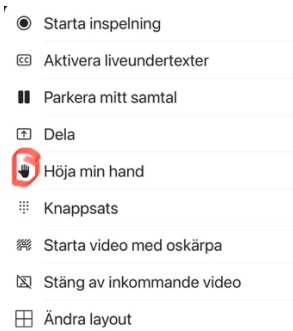 Starta inspelning
CC Aktivera liveundertexter
Parkera mitt samtal
Dela
Höja min hand
Knappsats
Starta video med oskärpa
Stäng av inkommande video
Ändra layout